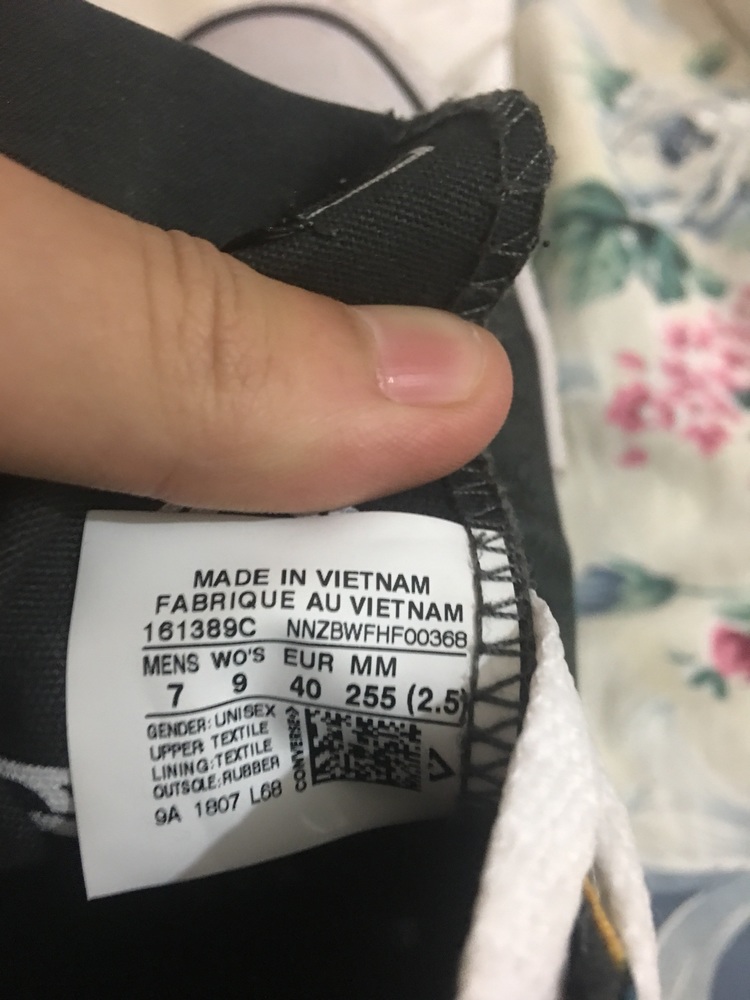 MADE IN VIETNAM
FABRIQUE AU VIETNAM
161389C NNZBWFHF00368
MENS WO'S EUR MM
7 9 40 255 (2.5)
GENDER: UNISEX
UPPER: TEXTILE
LINING: TEXTILE
OUTSOLE: RUBBER
9A 1807 L68
CONVERSE
V